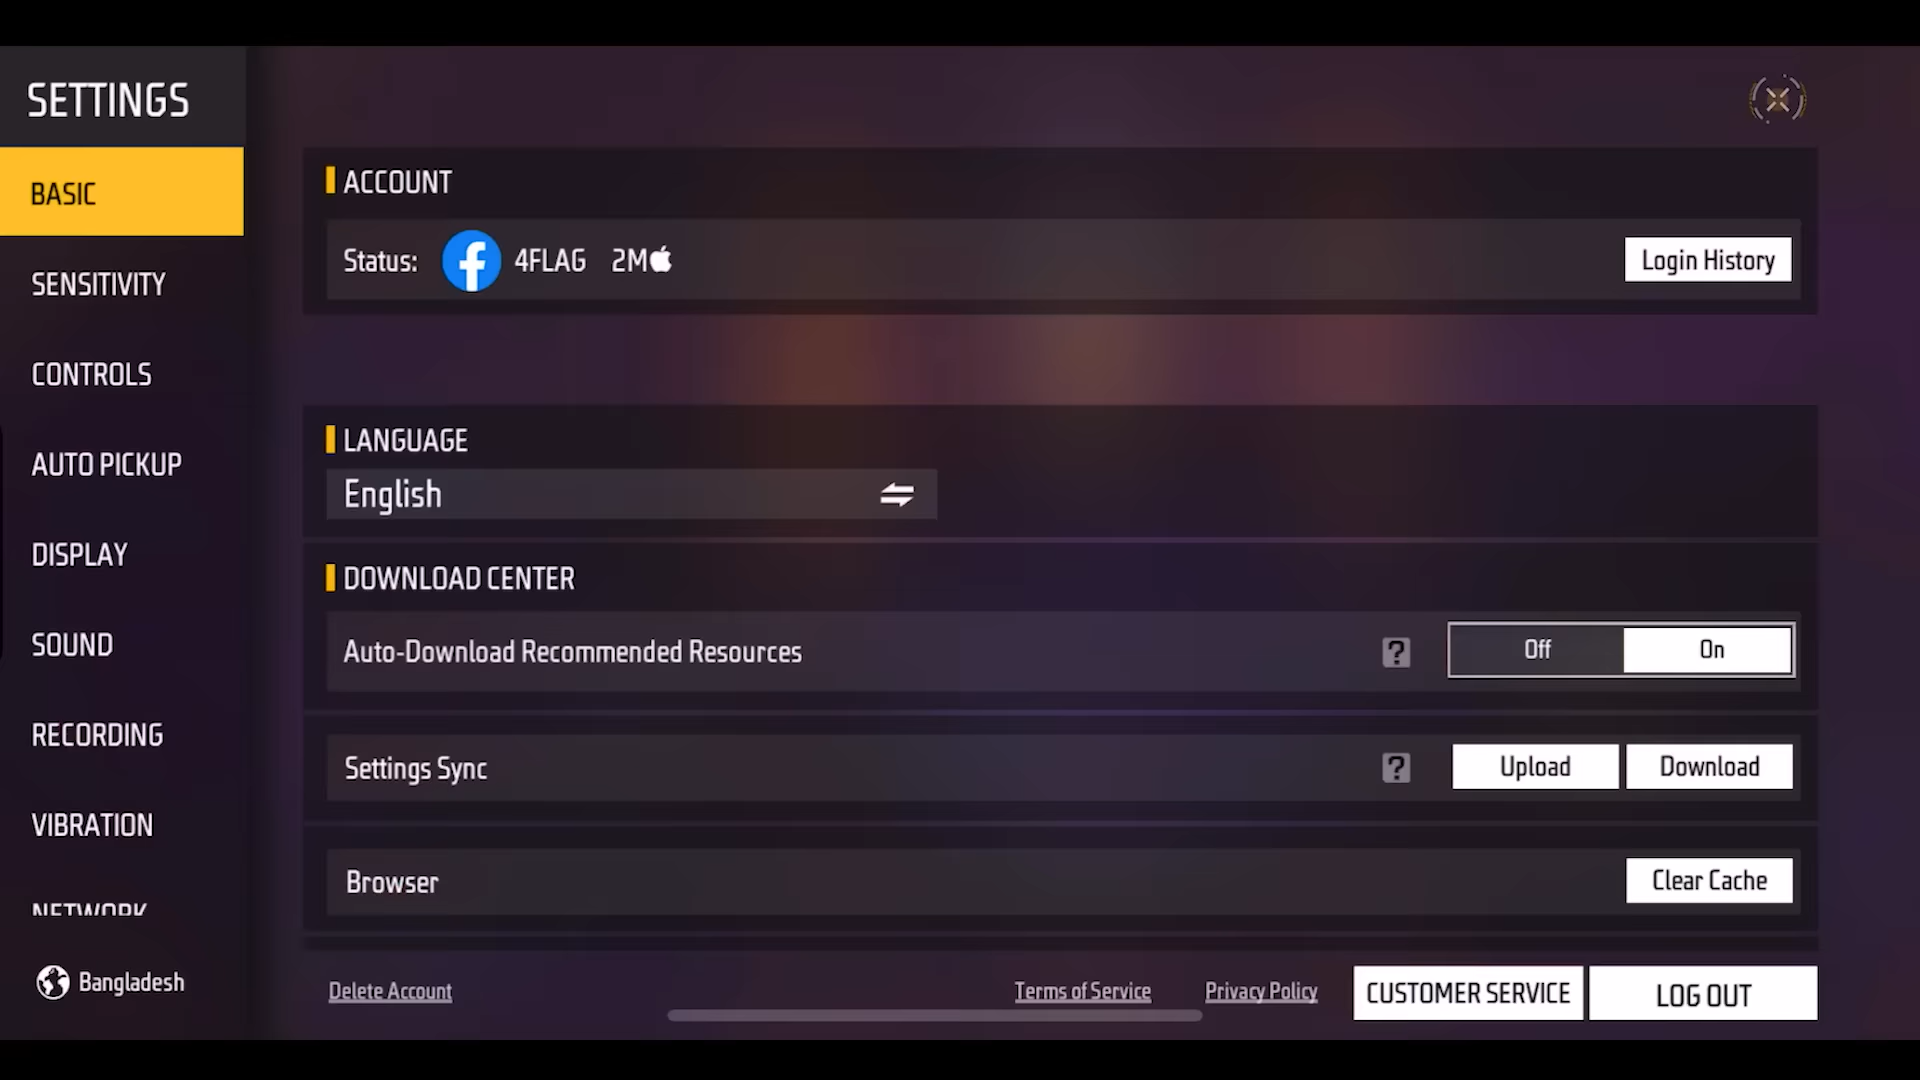 SETTINGS
BASIC
SENSITIVITY
CONTROLS
AUTO PICKUP
DISPLAY
SOUND
RECORDING
VIBRATION
NETWORK
Bangladesh
ACCOUNT
Status: 4FLAG 2M
Login History
LANGUAGE
English
DOWNLOAD CENTER
Auto-Download Recommended Resources ? Off On
Settings Sync ? Upload Download
Browser Clear Cache
Delete Account Terms of Service Privacy Policy CUSTOMER SERVICE LOG OUT